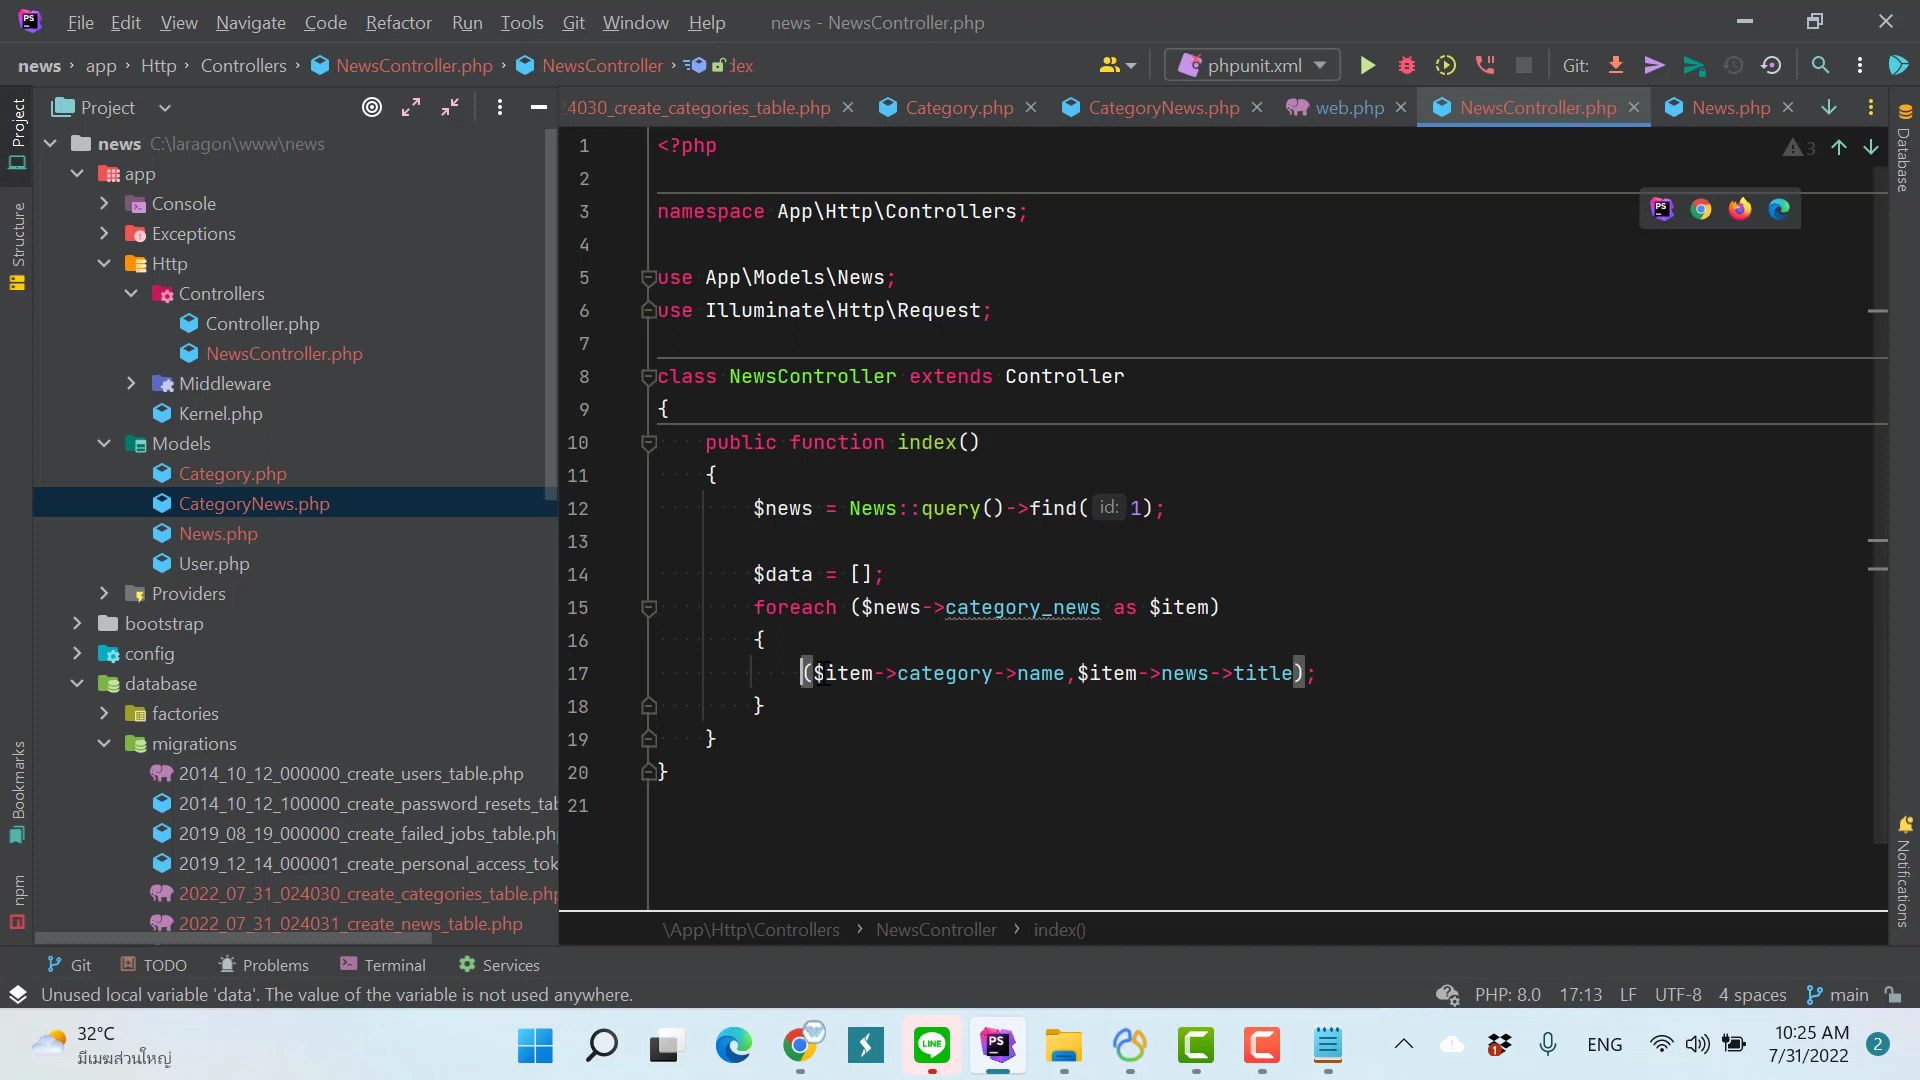 File Edit View Navigate Code Refactor Run Tools Git Window Help news - NewsController.php
news › app › Http › Controllers › NewsController.php › NewsController › dex phpunit.xml Git:
Project
4030_create_categories_table.php Category.php CategoryNews.php web.php NewsController.php News.php
Project
Structure
Bookmarks
npm
news C:\laragon\www\news
app
Console
Exceptions
Http
Controllers
Controller.php
NewsController.php
Middleware
Kernel.php
Models
Category.php
CategoryNews.php
News.php
User.php
Providers
bootstrap
config
database
factories
migrations
2014_10_12_000000_create_users_table.php
2014_10_12_100000_create_password_resets_tab
2019_08_19_000000_create_failed_jobs_table.php
2019_12_14_000001_create_personal_access_tok
2022_07_31_024030_create_categories_table.php
2022_07_31_024031_create_news_table.php
1 <?php
2
3 namespace App\Http\Controllers;
4
5 use App\Models\News;
6 use Illuminate\Http\Request;
7
8 class NewsController extends Controller
9 {
10 public function index()
11 {
12 $news = News::query()->find( id: 1);
13
14 $data = [];
15 foreach ($news->category_news as $item)
16 {
17 ($item->category->name,$item->news->title);
18 }
19 }
20 }
21
3
Database
Notifications
\App\Http\Controllers › NewsController › index()
Git TODO Problems Terminal Services
Unused local variable 'data'. The value of the variable is not used anywhere. PHP: 8.0 17:13 LF UTF-8 4 spaces main
32°C
มีเมฆส่วนใหญ่
LINE
PS
1
ENG
10:25 AM
7/31/2022
2